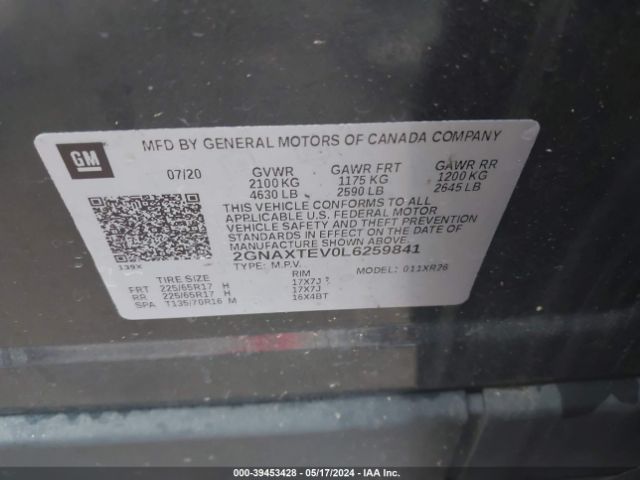 GM
MFD BY GENERAL MOTORS OF CANADA COMPANY
07/20 GVWR GAWR FRT GAWR RR
2100 KG 1175 KG 1200 KG
4630 LB 2590 LB 2645 LB
THIS VEHICLE CONFORMS TO ALL
APPLICABLE U.S. FEDERAL MOTOR
VEHICLE SAFETY AND THEFT PREVENTION
STANDARDS IN EFFECT ON THE DATE OF
MANUFACTURE SHOWN ABOVE.
2GNAXTEV0L6259841
139X TYPE: M.P.V. MODEL: 011XR26
TIRE SIZE RIM
FRT 225/65R17 H 17X7J
RR 225/65R17 H 17X7J
SPA T135/70R16 M 16X4BT
000-39453428 - 05/17/2024 - IAA Inc.